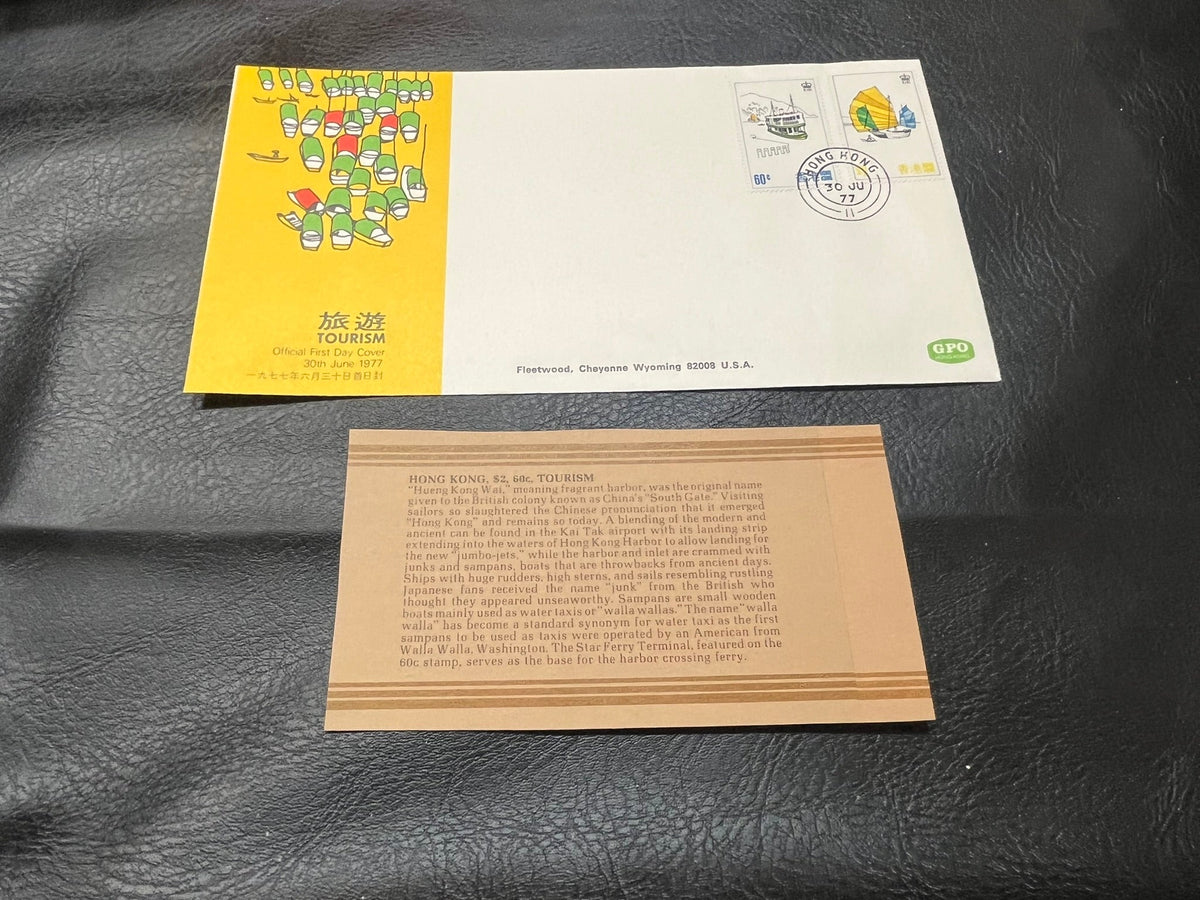 60¢
HONG KONG
30 JU
77
11
香港
旅遊
TOURISM
Official First Day Cover
30th June 1977
一九七七年六月三十日首日封
Fleetwood, Cheyenne Wyoming 82008 U.S.A.
GPO
HONG KONG
HONG KONG, $2, 60c, TOURISM
"Hueng Kong Wai," meaning fragrant harbor, was the original name
given to the British colony known as China's "South Gate." Visiting
sailors so slaughtered the Chinese pronunciation that it emerged
"Hong Kong" and remains so today. A blending of the modern and
ancient can be found in the Kai Tak airport with its landing strip
extending into the waters of Hong Kong Harbor to allow landing for
the new "jumbo-jets," while the harbor and inlet are crammed with
junks and sampans, boats that are throwbacks from ancient days.
Ships with huge rudders, high sterns, and sails resembling rustling
Japanese fans received the name "junk" from the British who
thought they appeared unseaworthy. Sampans are small wooden
boats mainly used as water taxis or "walla wallas." The name "walla
walla" has become a standard synonym for water taxi as the first
sampans to be used as taxis were operated by an American from
Walla Walla, Washington. The Star Ferry Terminal, featured on the
60c stamp, serves as the base for the harbor crossing ferry.